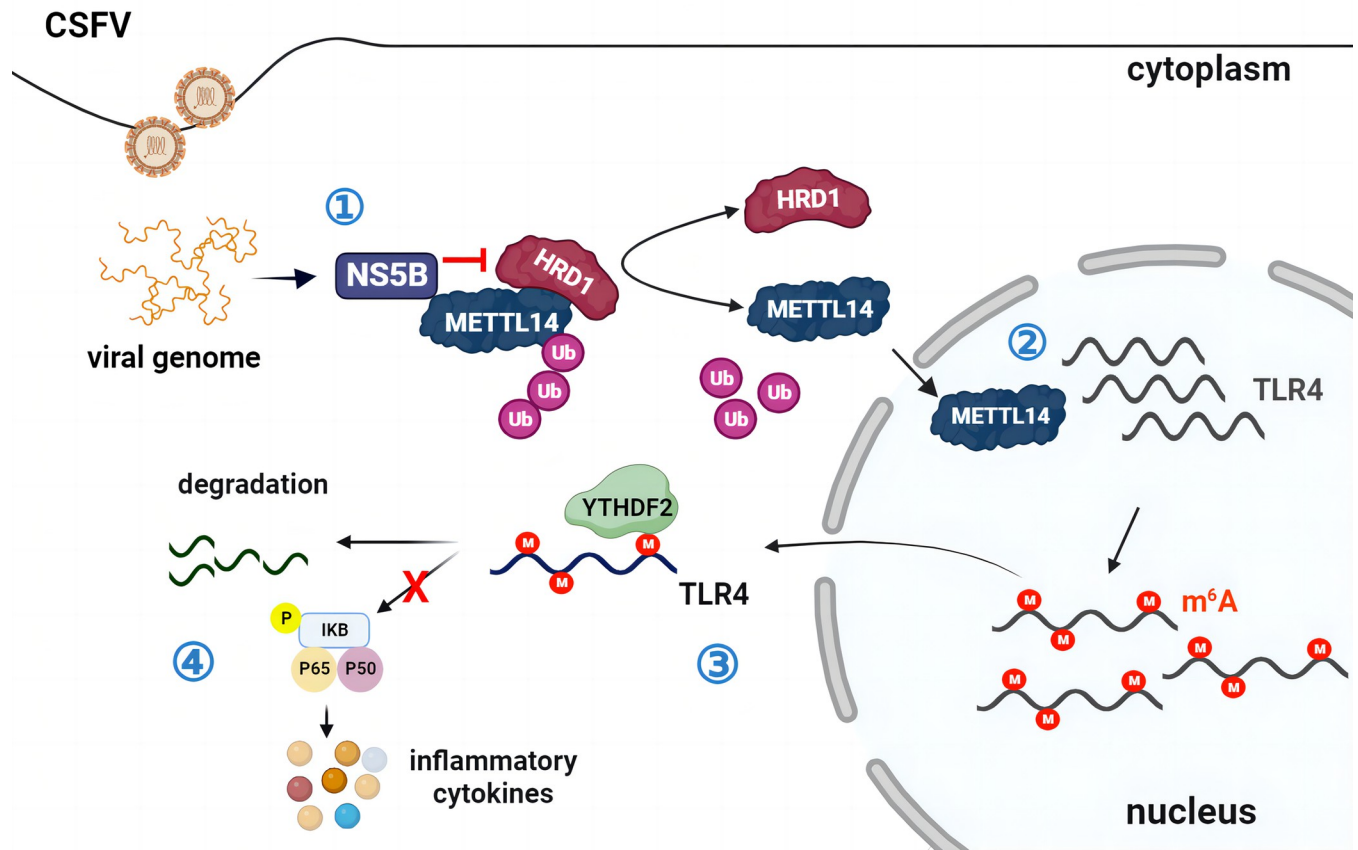 CSFV
cytoplasm
①
HRD1
NS5B
HRD1
METTL14
METTL14
viral genome
Ub
Ub
Ub
Ub
Ub
Ub
②
TLR4
METTL14
degradation
YTHDF2
M
M
M
TLR4
X
P
IKB
P65
P50
④
③
inflammatory
cytokines
m⁶A
M
M
M
M
M
M
M
M
M
nucleus